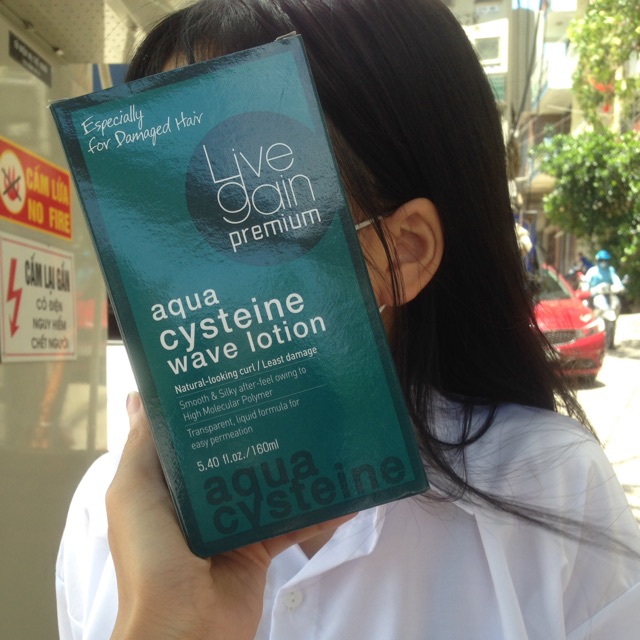 Especially
for Damaged Hair
Live
gain
premium
aqua
cysteine
wave lotion
Natural-looking curl / Least damage
Smooth & Silky after-feel owing to
High Molecular Polymer
Transparent, liquid formula for
easy permeation
5.40 fl.oz./160ml
aqua
cysteine
CẤM LỬA
NO FIRE
CẤM LẠI GẦN
CÓ ĐIỆN
NGUY HIỂM
CHẾT NGƯỜI